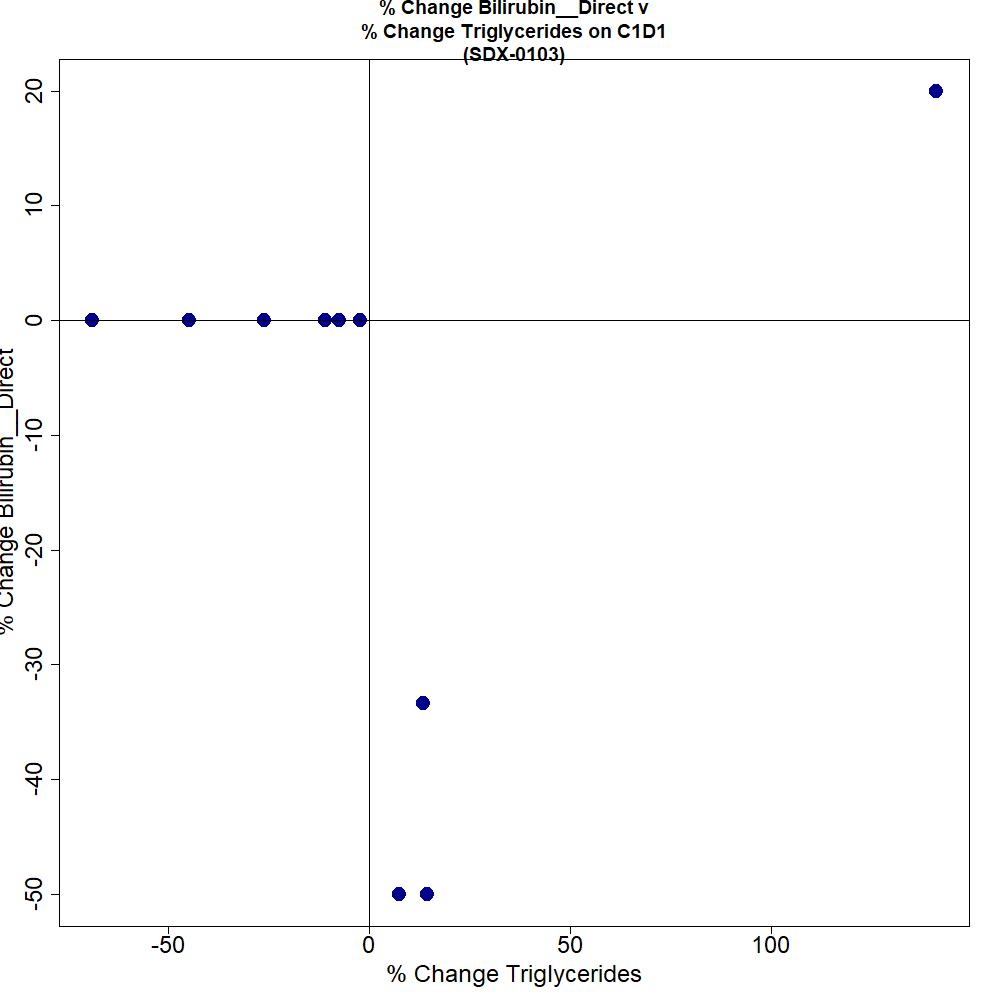 % Change Bilirubin__Direct v
% Change Triglycerides on C1D1
(SDX-0103)
20
10
0
-10
-20
-30
-40
-50
% Change Bilirubin__Direct
-50
0
50
100
% Change Triglycerides